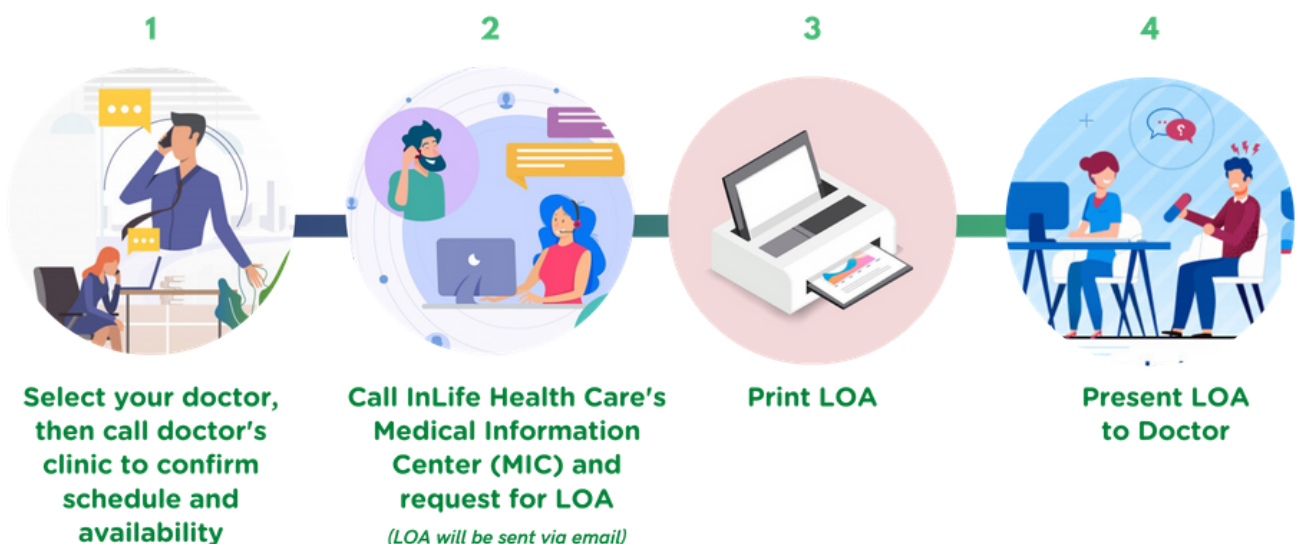 1
Select your doctor,
then call doctor's
clinic to confirm
schedule and
availability
2
Call InLife Health Care's
Medical Information
Center (MIC) and
request for LOA
(LOA will be sent via email)
3
Print LOA
4
Present LOA
to Doctor